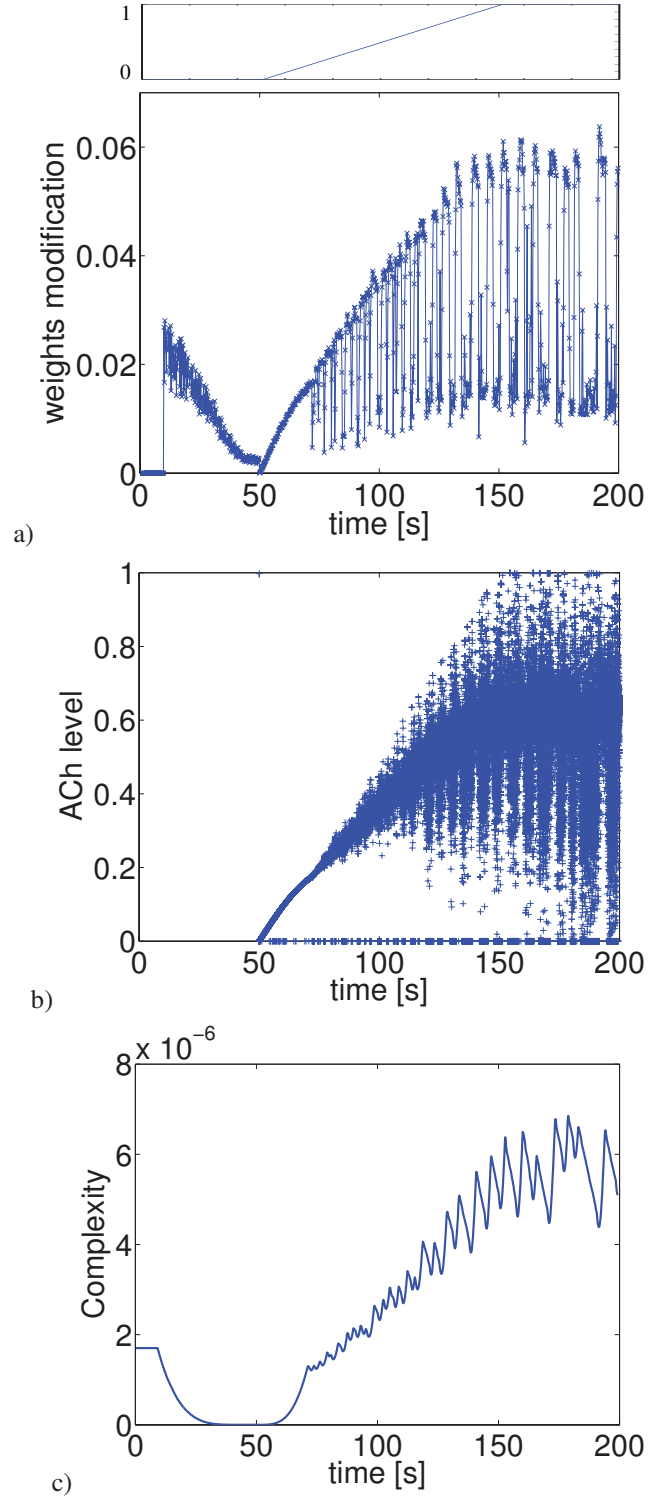 1
0
weights modification
0.06
0.04
0.02
0
0 50 100 150 200
time [s]
a)
ACh level
1
0.8
0.6
0.4
0.2
0
0 50 100 150 200
time [s]
b)
x 10⁻⁶
Complexity
8
6
4
2
0
0 50 100 150 200
time [s]
c)